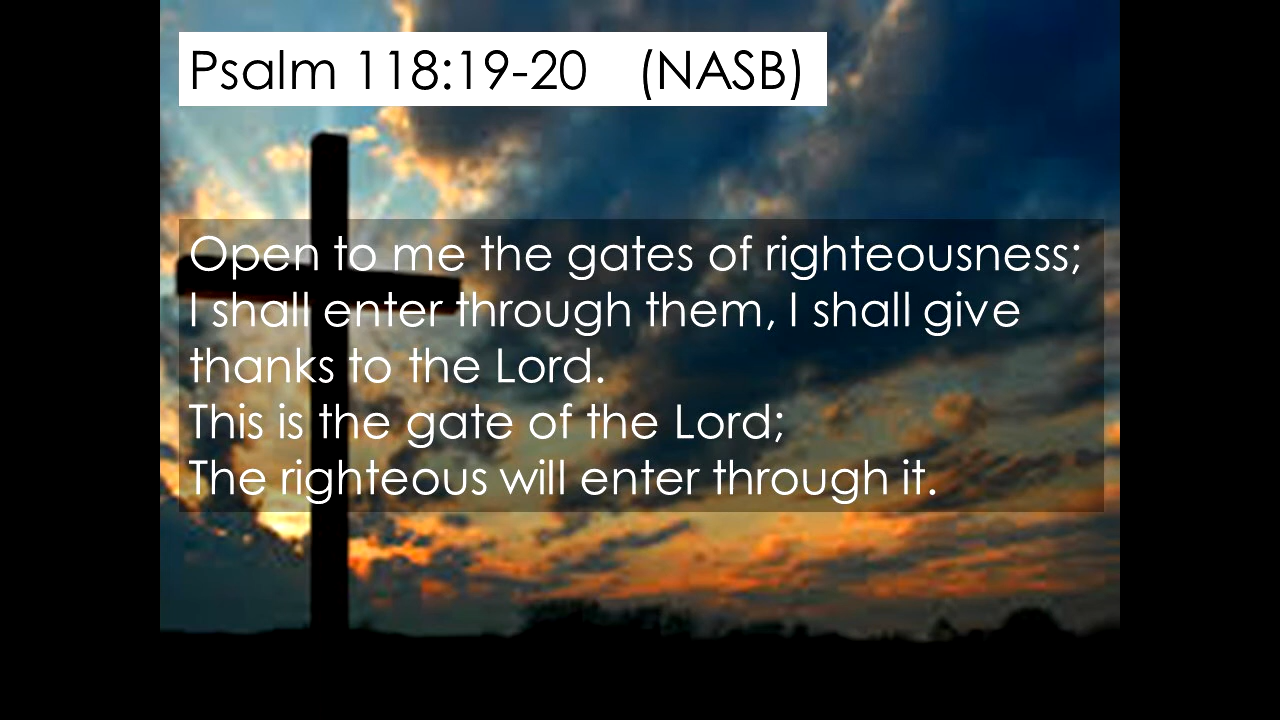 Psalm 118:19-20 (NASB)
Open to me the gates of righteousness;
I shall enter through them, I shall give
thanks to the Lord.
This is the gate of the Lord;
The righteous will enter through it.